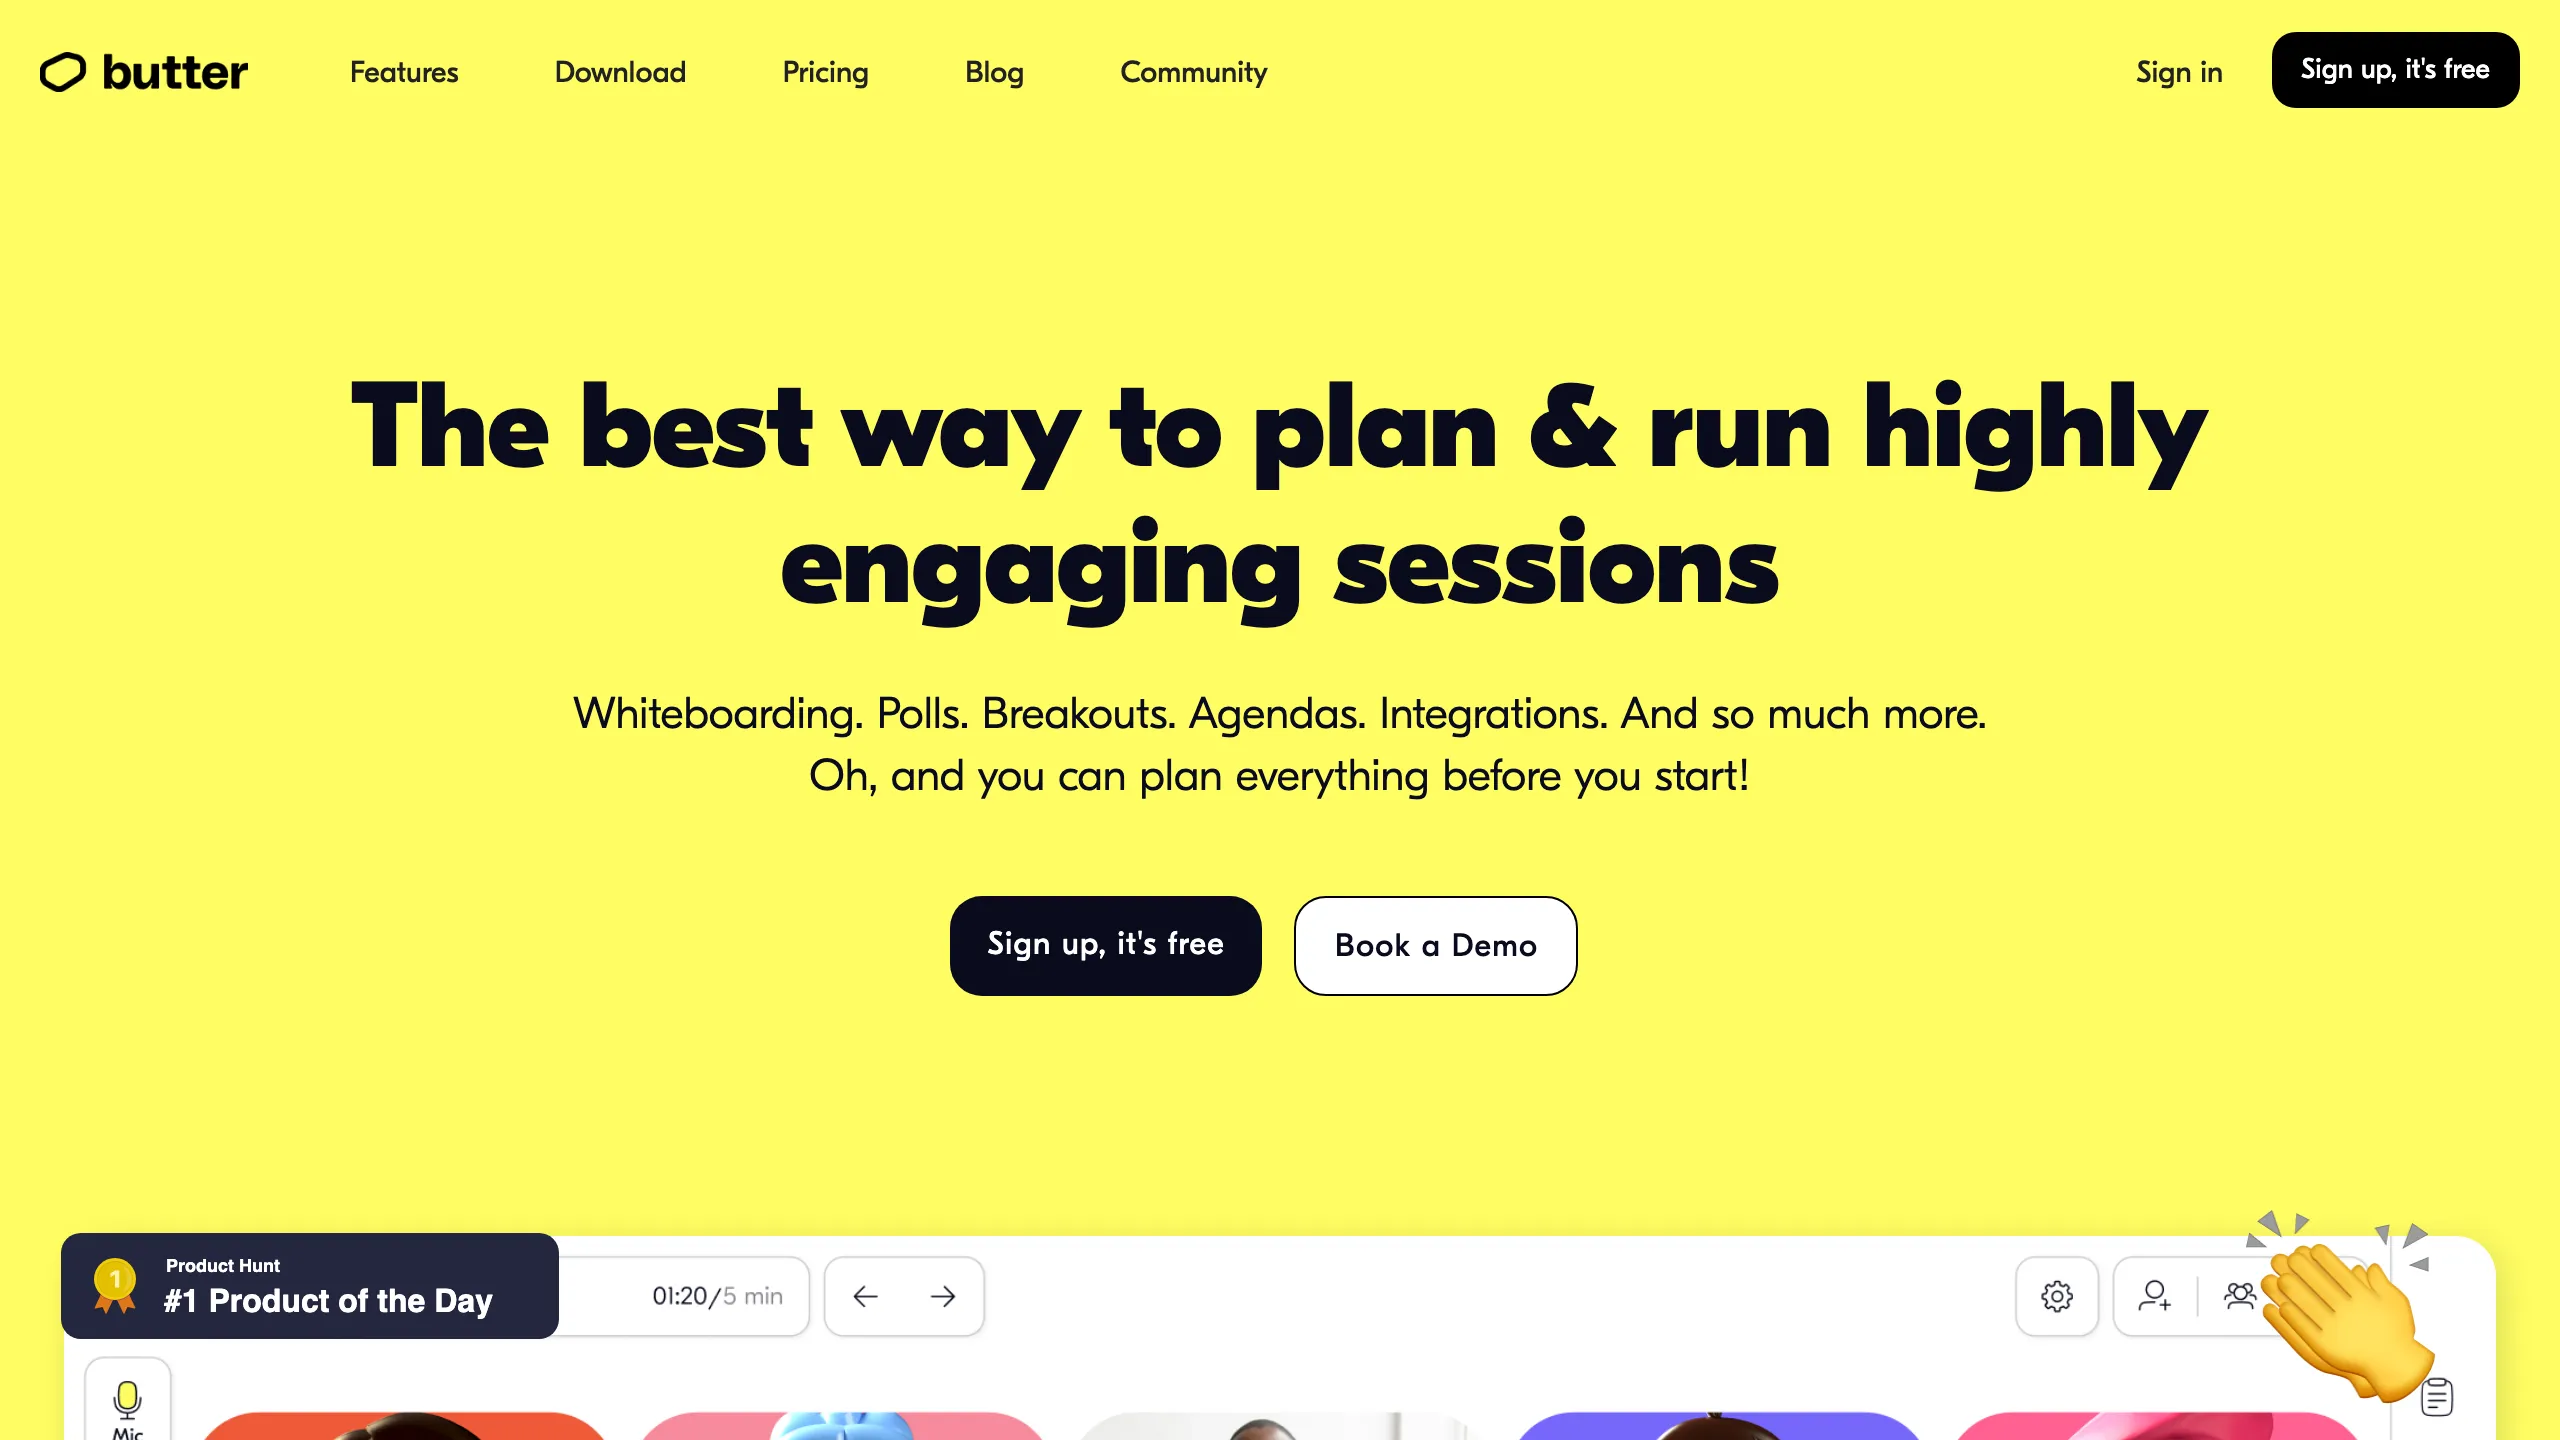 butter
Features
Download
Pricing
Blog
Community
Sign in
Sign up, it's free
The best way to plan & run highly
engaging sessions
Whiteboarding. Polls. Breakouts. Agendas. Integrations. And so much more.
Oh, and you can plan everything before you start!
Sign up, it's free
Book a Demo
1
Product Hunt
#1 Product of the Day
01:20/5 min
Mic